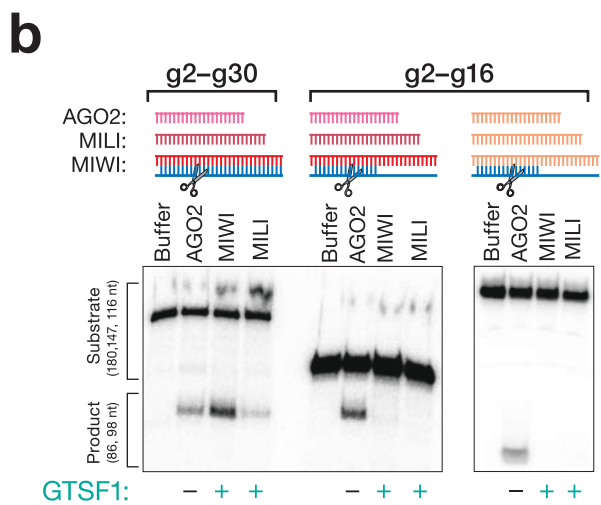 b
g2–g30 g2–g16
AGO2:
MILI:
MIWI:
Buffer AGO2 MIWI MILI Buffer AGO2 MIWI MILI Buffer AGO2 MIWI MILI
Substrate
(180,147, 116 nt)
Product
(86, 98 nt)
GTSF1: – + + – + + – + +